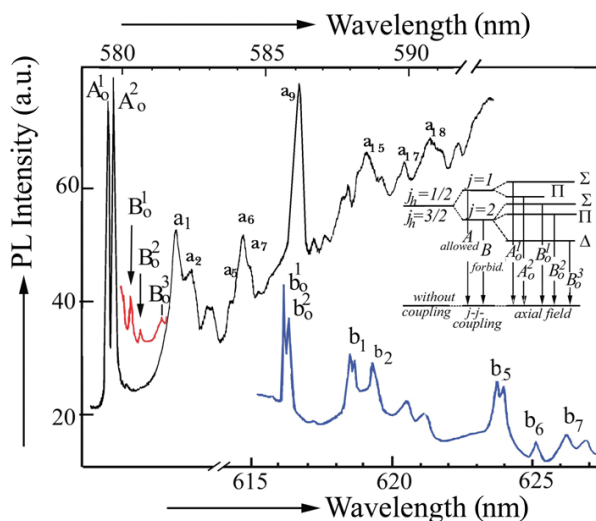 Wavelength (nm)
580 585 590
PL Intensity (a.u.)
60
40
20
A¹ₒ
A²ₒ
B¹ₒ
B²ₒ
B³ₒ
a₁
a₂
a₅
a₆
a₇
a₉
a₁₅
a₁₇
a₁₈
b¹ₒ
b²ₒ
b₁
b₂
b₅
b₆
b₇
jₕ=1/2
jₕ=3/2
j=1
j=2
Σ
Π
Σ
Π
Δ
A
allowed
B
forbid.
A¹ₒ
A²ₒ
B¹ₒ
B²ₒ
B³ₒ
without
coupling
j-j-
coupling
axial field
615 620 625
Wavelength (nm)